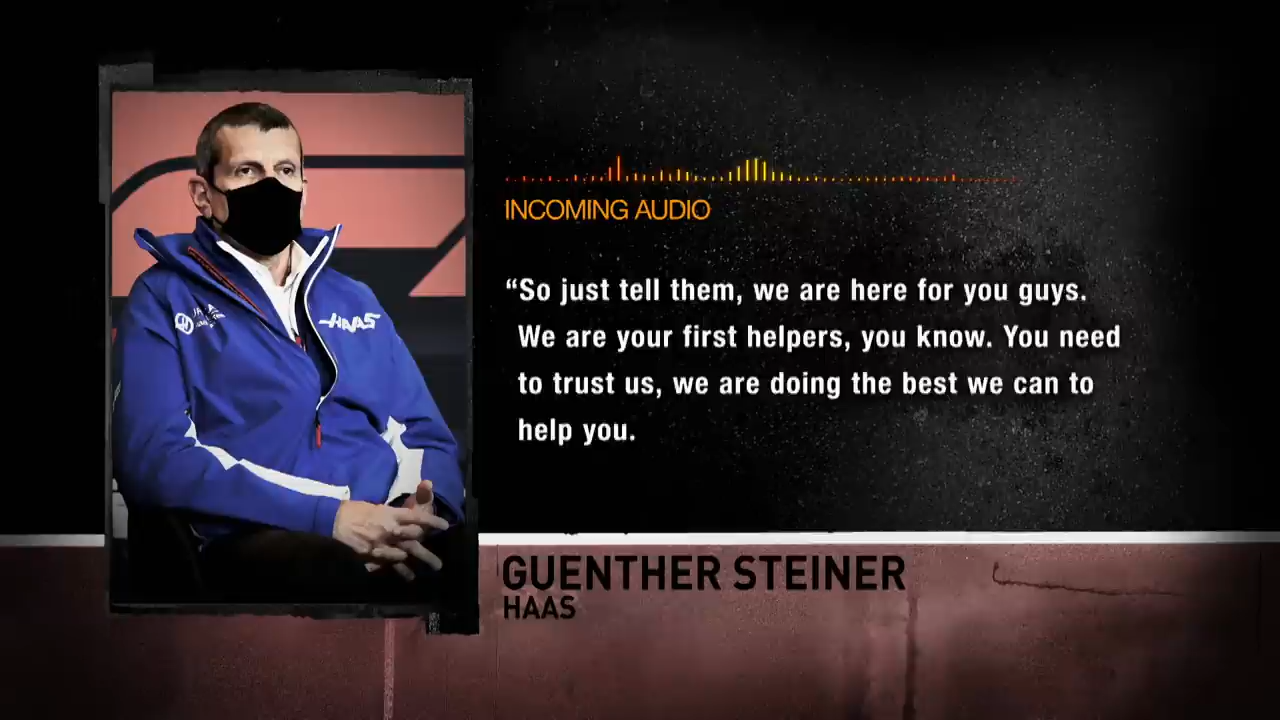 INCOMING AUDIO
“So just tell them, we are here for you guys.
We are your first helpers, you know. You need
to trust us, we are doing the best we can to
help you.
HAAS
GUENTHER STEINER
HAAS